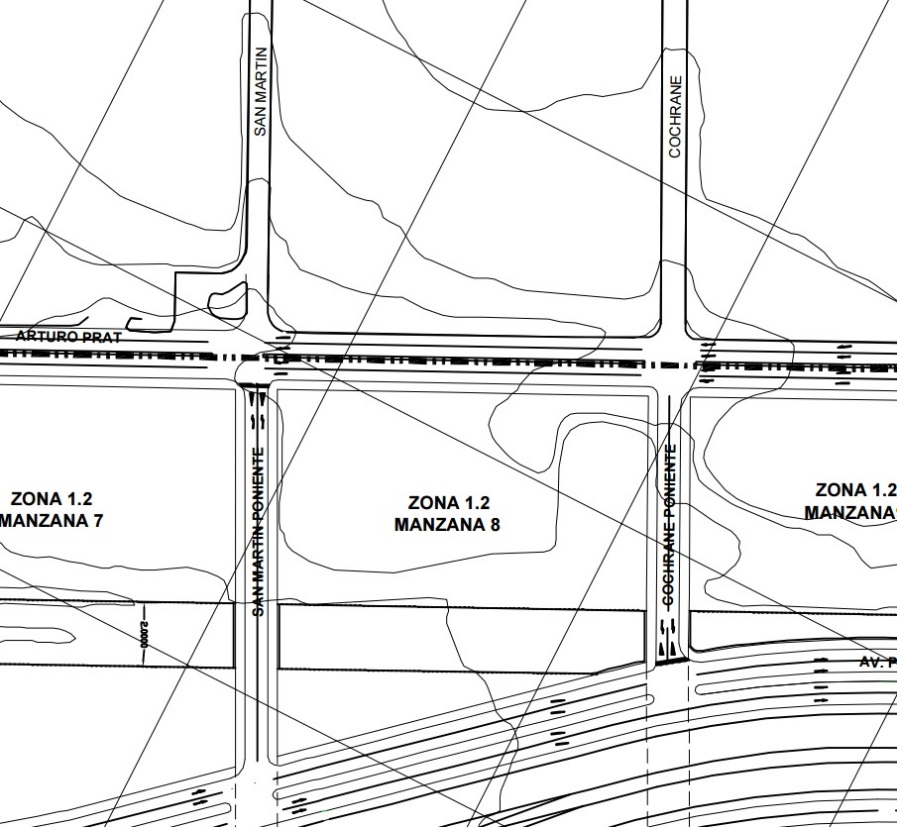 SAN MARTIN
COCHRANE
ARTURO PRAT
ZONA 1.2
MANZANA 7
SAN MARTIN PONIENTE
ZONA 1.2
MANZANA 8
COCHRANE PONIENTE
ZONA 1.2
MANZANA
AV. P